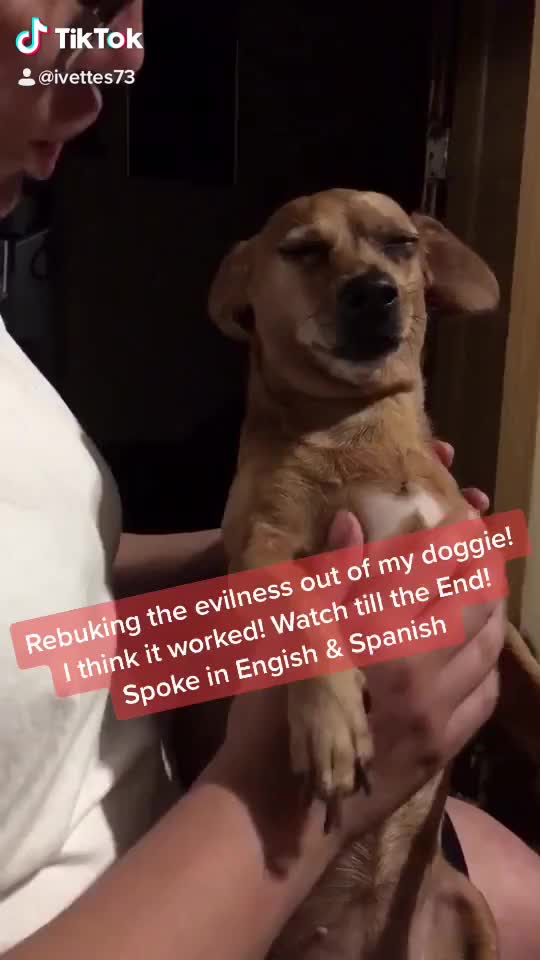 TikTok
@ivettes73
Rebuking the evilness out of my doggie!
I think it worked! Watch till the End!
Spoke in Engish & Spanish